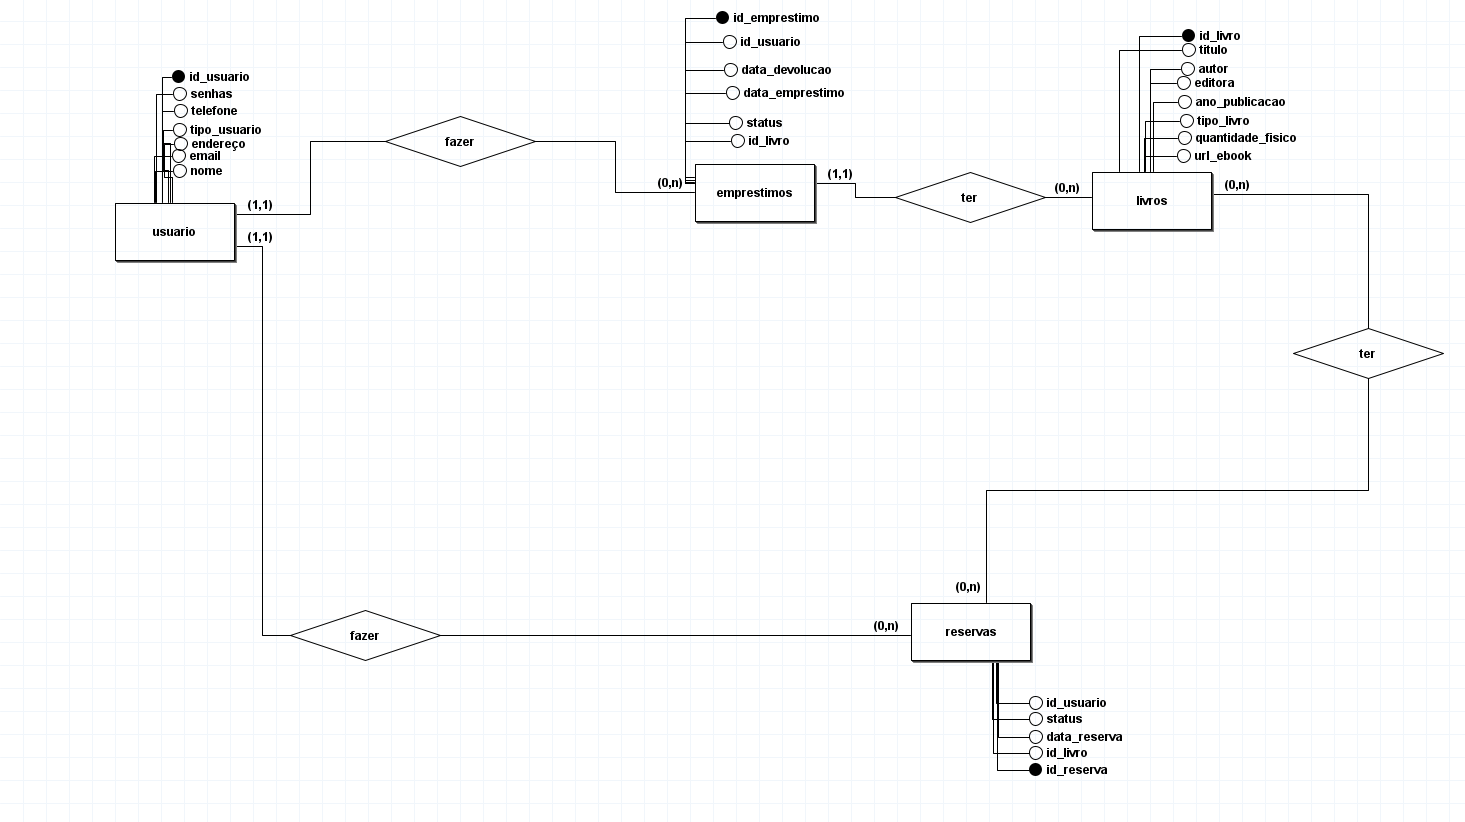 id_emprestimo
id_usuario
data_devolucao
data_emprestimo
status
id_livro
id_livro
titulo
autor
editora
ano_publicacao
tipo_livro
quantidade_fisico
url_ebook
id_usuario
senhas
telefone
tipo_usuario
endereço
email
nome
fazer
(0,n)
emprestimos
(1,1)
ter
(0,n)
livros
(0,n)
(1,1)
usuario
(1,1)
ter
(0,n)
fazer
(0,n)
reservas
id_usuario
status
data_reserva
id_livro
id_reserva